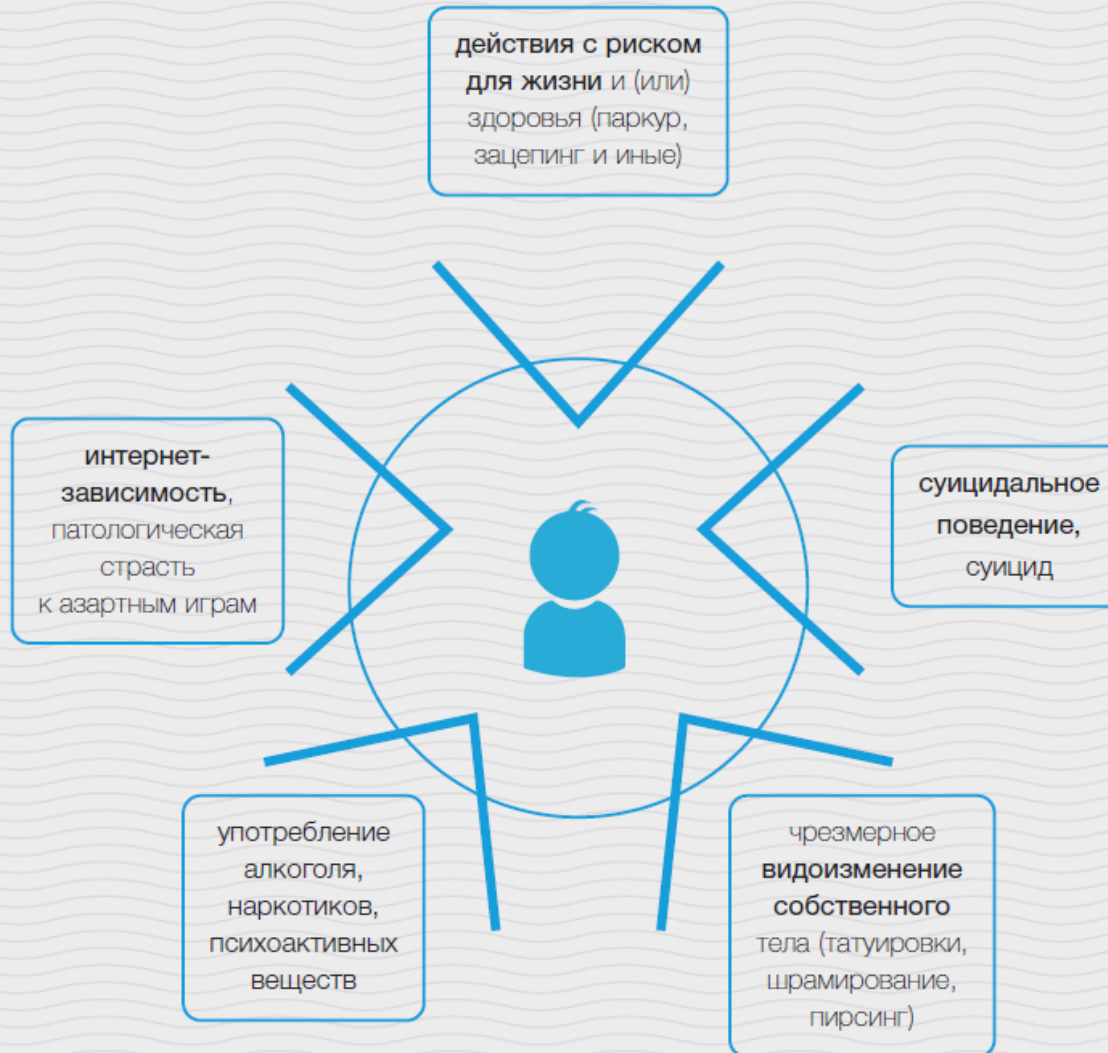 действия с риском
для жизни и (или)
здоровья (паркур,
зацепинг и иные)
интернет-
зависимость,
патологическая
страсть
к азартным играм
суицидальное
поведение,
суицид
употребление
алкоголя,
наркотиков,
психоактивных
веществ
чрезмерное
видоизменение
собственного
тела (татуировки,
шрамирование,
пирсинг)